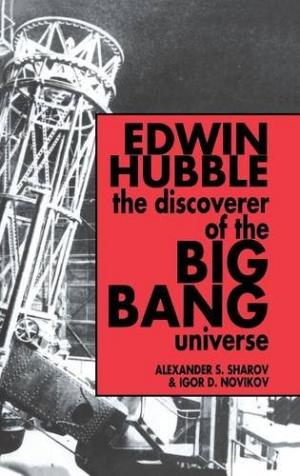 EDWIN
HUBBLE
the discoverer
of the
BIG
BANG
universe
ALEXANDER S. SHAROV
& IGOR D. NOVIKOV